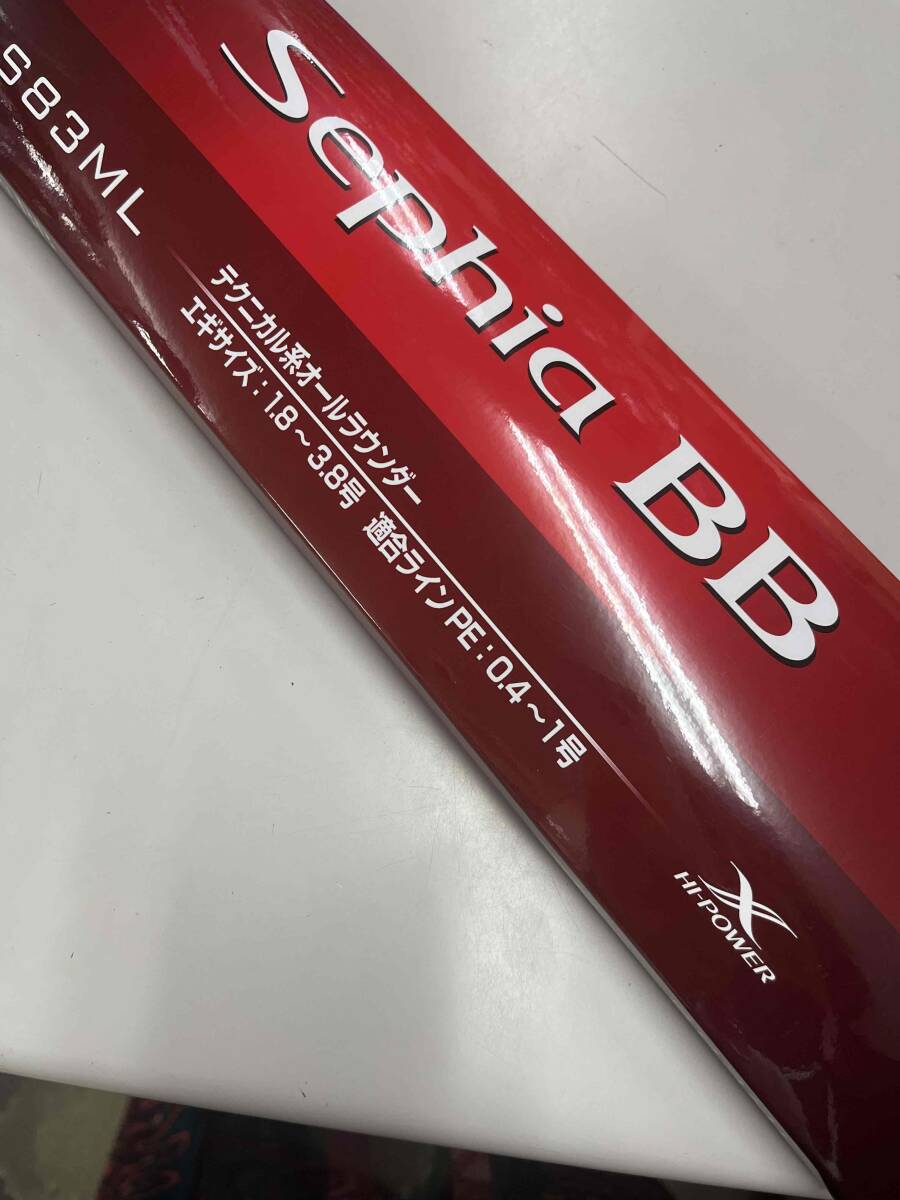 Sephia BB
S83ML
テクニカル系オールラウンダー
エギサイズ：1.8～3.8号 適合ラインPE：0.4～1号
X
HI-POWER